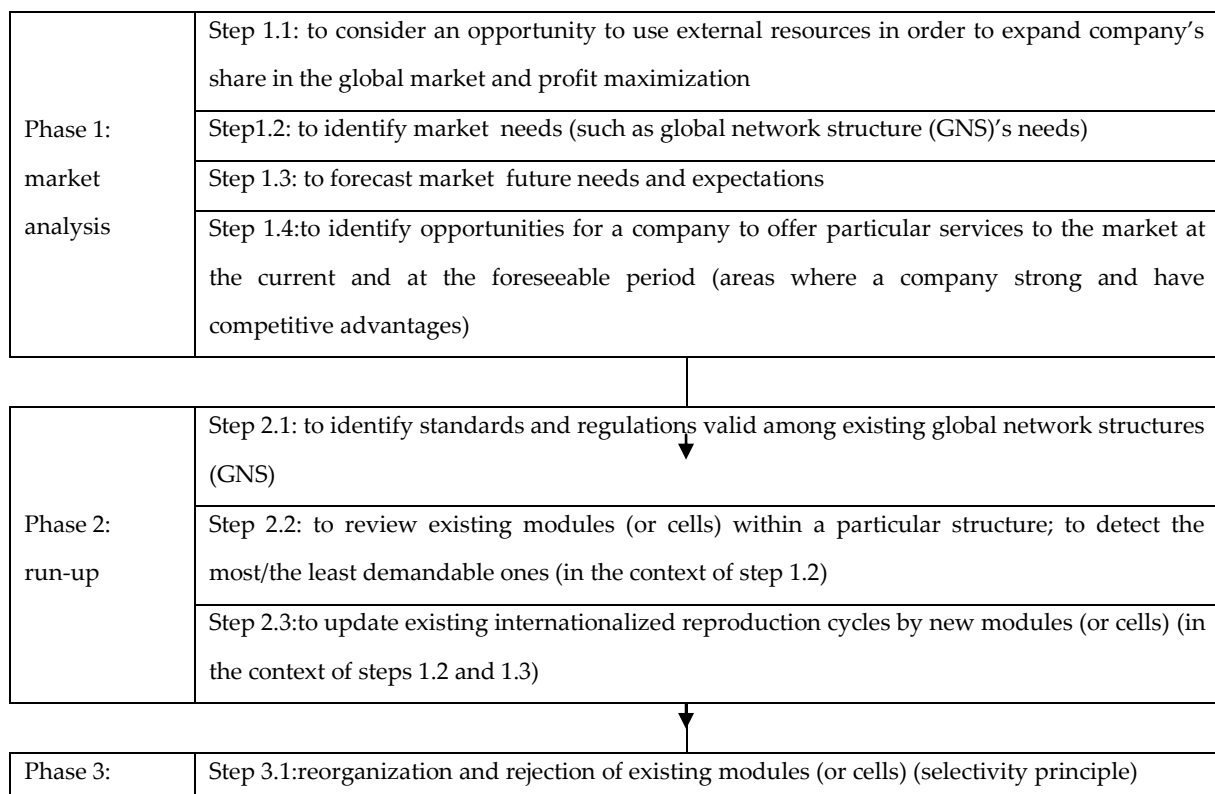 Step 1.1: to consider an opportunity to use external resources in order to expand company’s
share in the global market and profit maximization
Phase 1:
market
analysis
Step1.2: to identify market needs (such as global network structure (GNS)’s needs)
Step 1.3: to forecast market future needs and expectations
Step 1.4:to identify opportunities for a company to offer particular services to the market at
the current and at the foreseeable period (areas where a company strong and have
competitive advantages)
Step 2.1: to identify standards and regulations valid among existing global network structures
(GNS)
Phase 2:
run-up
Step 2.2: to review existing modules (or cells) within a particular structure; to detect the
most/the least demandable ones (in the context of step 1.2)
Step 2.3:to update existing internationalized reproduction cycles by new modules (or cells) (in
the context of steps 1.2 and 1.3)
Phase 3:
Step 3.1:reorganization and rejection of existing modules (or cells) (selectivity principle)